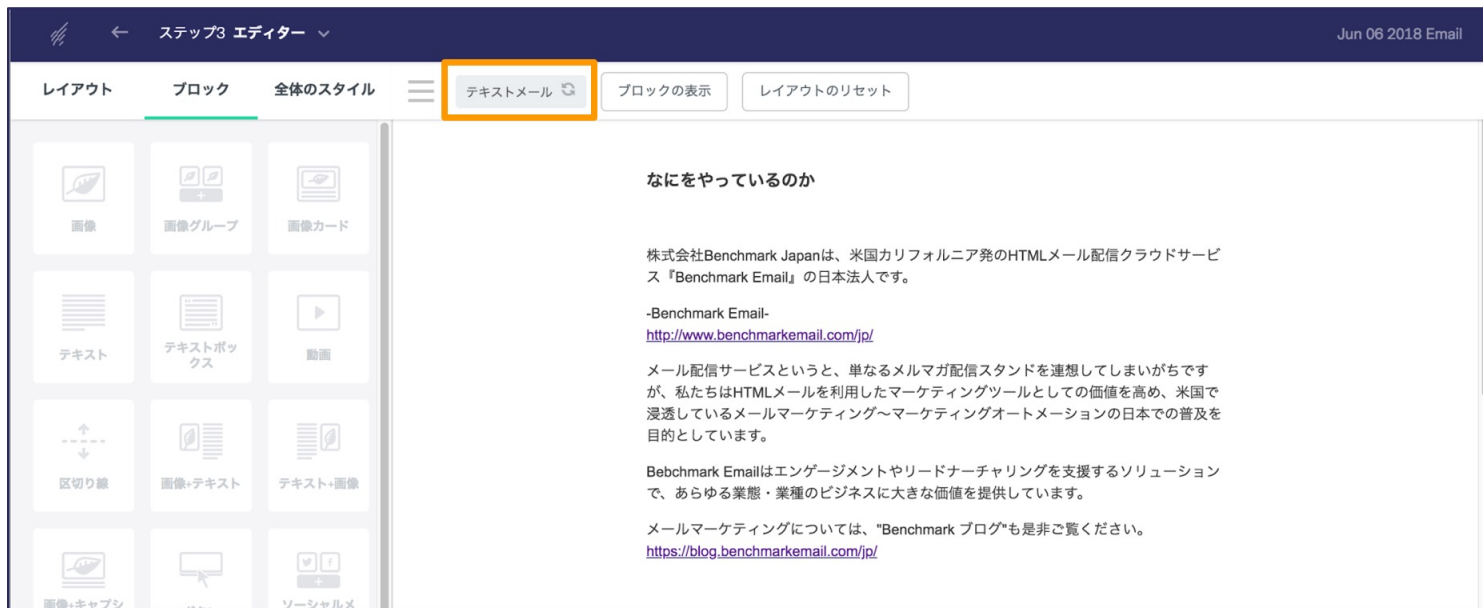 ステップ3 エディター
Jun 06 2018 Email
レイアウト
ブロック
全体のスタイル
テキストメール
ブロックの表示
レイアウトのリセット
画像
画像グループ
画像カード
テキスト
テキストボッ
クス
動画
区切り線
画像+テキスト
テキスト+画像
画像+キャプシ
ソーシャルメ
なにをやっているのか
株式会社Benchmark Japanは、米国カリフォルニア発のHTMLメール配信クラウドサービ
ス『Benchmark Email』の日本法人です。
-Benchmark Email-
http://www.benchmarkemail.com/jp/
メール配信サービスというと、単なるメルマガ配信スタンドを連想してしまいがちです
が、私たちはHTMLメールを利用したマーケティングツールとしての価値を高め、米国で
浸透しているメールマーケティング〜マーケティングオートメーションの日本での普及を
目的としています。
Bebchmark Emailはエンゲージメントやリードナーチャリングを支援するソリューション
で、あらゆる業態・業種のビジネスに大きな価値を提供しています。
メールマーケティングについては、"Benchmark ブログ"も是非ご覧ください。
https://blog.benchmarkemail.com/jp/